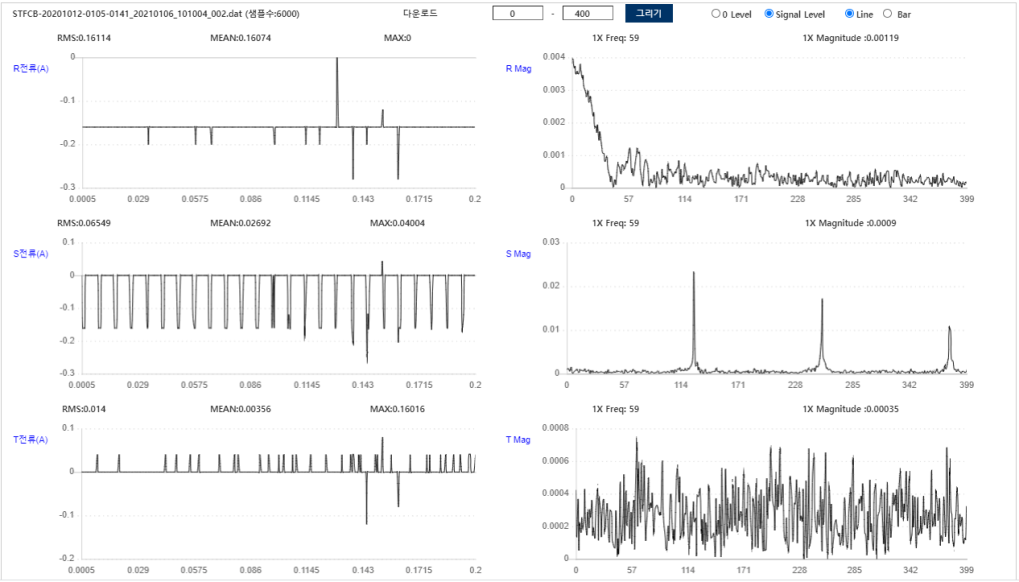 STFCB-20201012-0105-0141_20210106_101004_002.dat (샘플수:6000) 다운로드 0 - 400 그리기 0 Level Signal Level Line Bar
RMS:0.16114 MEAN:0.16074 MAX:0 1X Freq: 59 1X Magnitude :0.00119
R전류(A) 0 -0.1 -0.2 -0.3
0.0005 0.029 0.0575 0.086 0.1145 0.143 0.1715 0.2
R Mag 0.004 0.003 0.002 0.001 0
0 57 114 171 228 285 342 399
RMS:0.06549 MEAN:0.02692 MAX:0.04004 1X Freq: 59 1X Magnitude :0.0009
S전류(A) 0.1 0 -0.1 -0.2 -0.3
0.0005 0.029 0.0575 0.086 0.1145 0.143 0.1715 0.2
S Mag 0.03 0.02 0.01 0
0 57 114 171 228 285 342 399
RMS:0.014 MEAN:0.00356 MAX:0.16016 1X Freq: 59 1X Magnitude :0.00035
T전류(A) 0.1 0 -0.1 -0.2
0.0005 0.029 0.0575 0.086 0.1145 0.143 0.1715 0.2
T Mag 0.0008 0.0006 0.0004 0.0002 0
0 57 114 171 228 285 342 399